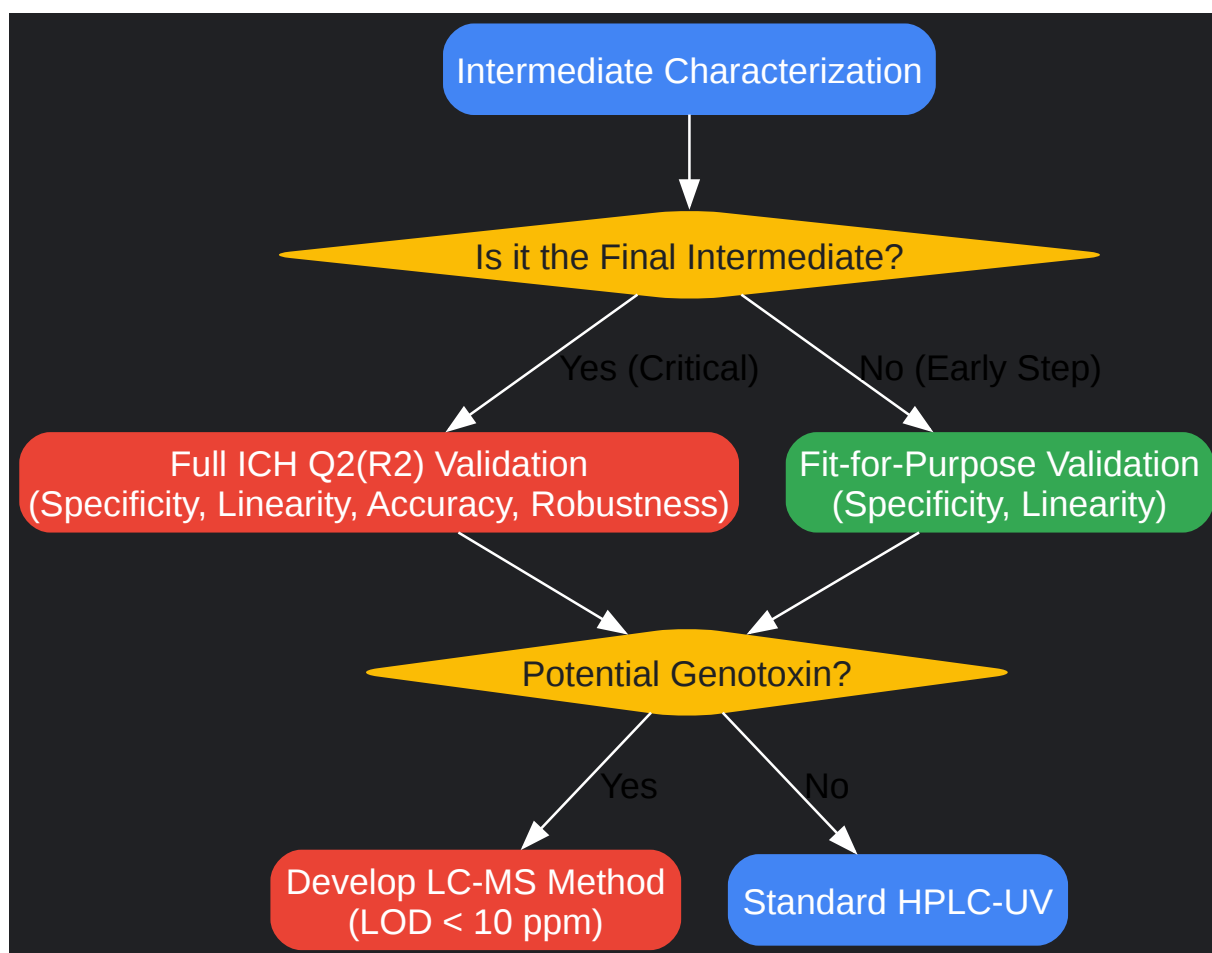 Intermediate Characterization
Is it the Final Intermediate?
Yes (Critical)
No (Early Step)
Full ICH Q2(R2) Validation
(Specificity, Linearity, Accuracy, Robustness)
Fit-for-Purpose Validation
(Specificity, Linearity)
Potential Genotoxin?
Yes
No
Develop LC-MS Method
(LOD < 10 ppm)
Standard HPLC-UV